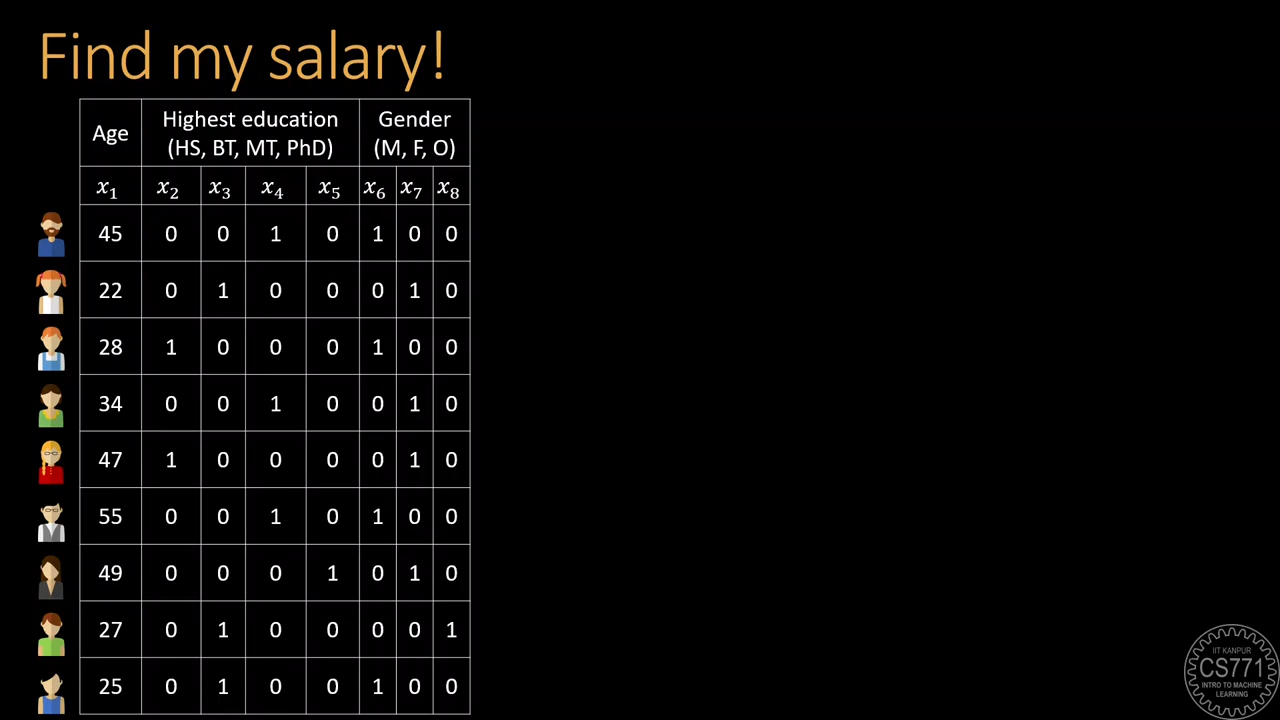 Find my salary!
Age Highest education (HS, BT, MT, PhD) Gender (M, F, O)
x₁ x₂ x₃ x₄ x₅ x₆ x₇ x₈
45 0 0 1 0 1 0 0
22 0 1 0 0 0 1 0
28 1 0 0 0 1 0 0
34 0 0 1 0 0 1 0
47 1 0 0 0 0 1 0
55 0 0 1 0 1 0 0
49 0 0 0 1 0 1 0
27 0 1 0 0 0 0 1
25 0 1 0 0 1 0 0
IIT KANPUR
CS771
INTRO TO MACHINE
LEARNING